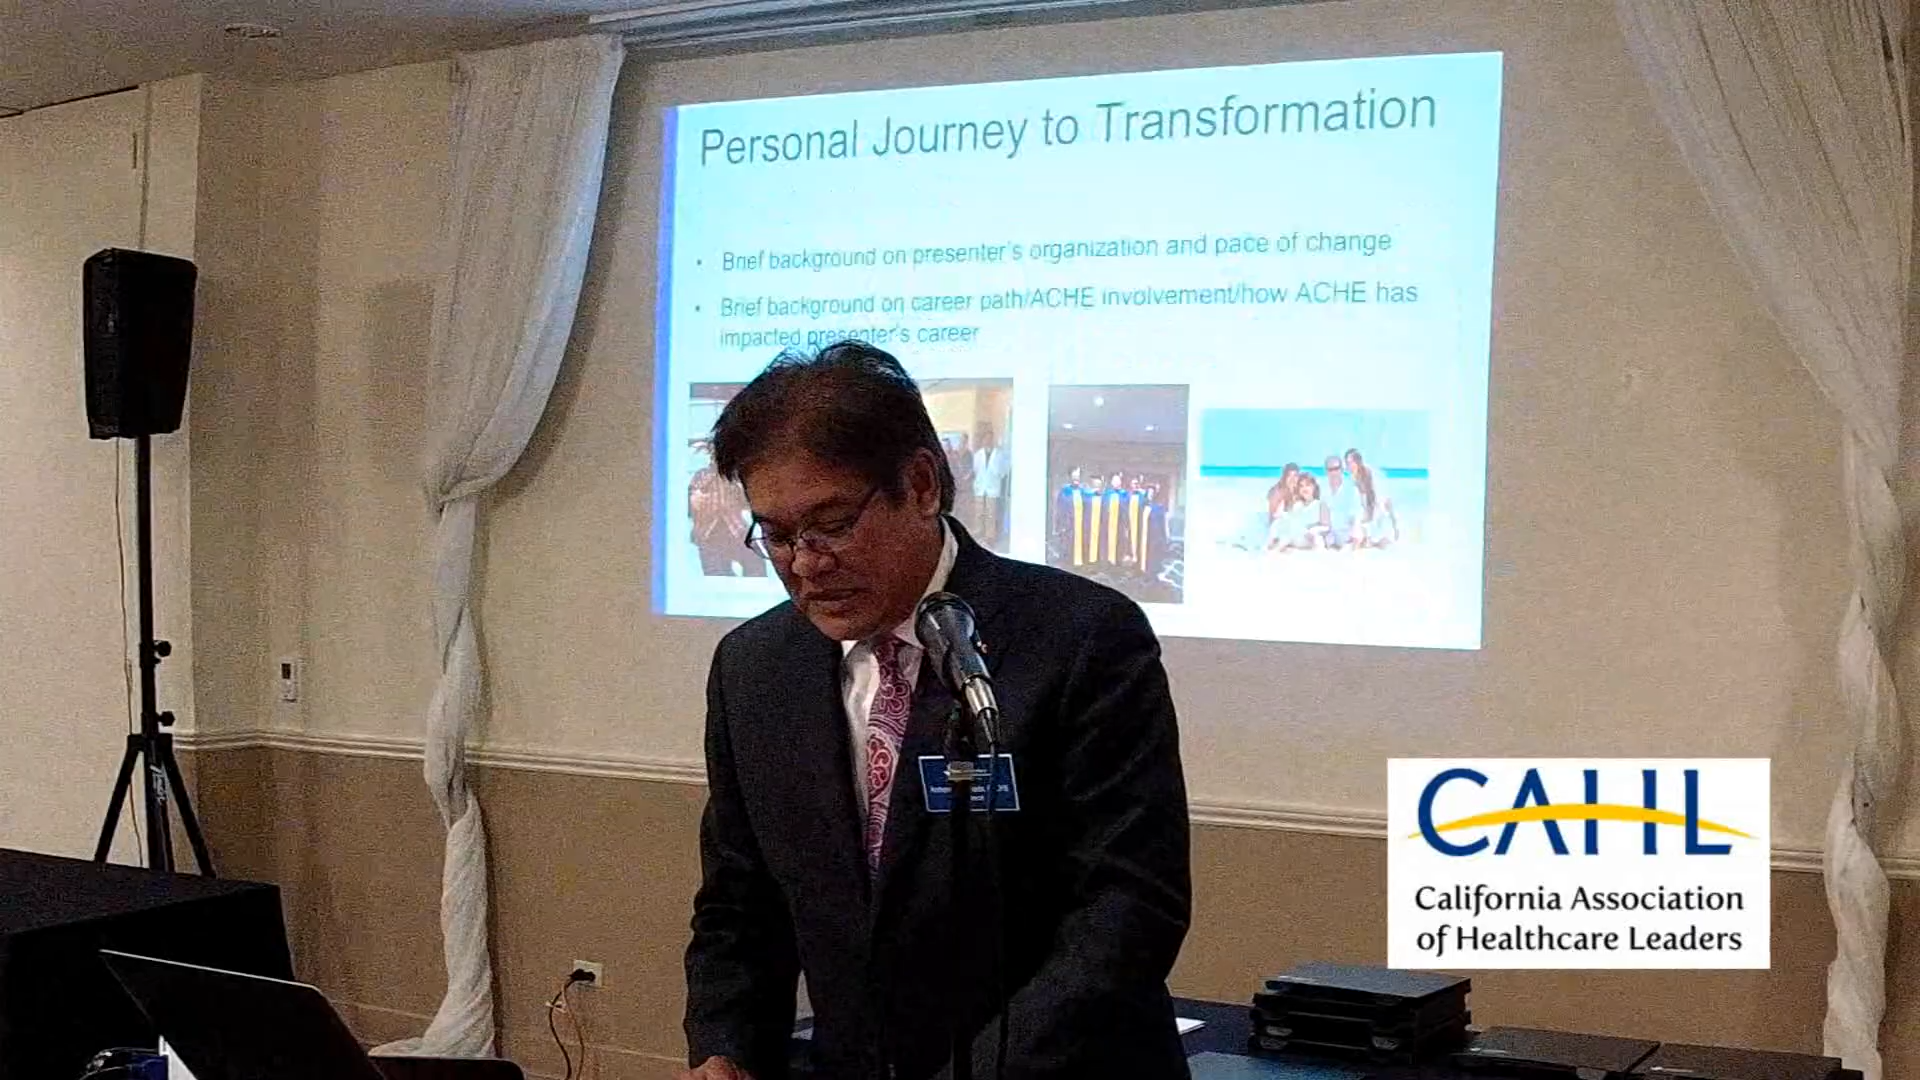 Personal Journey to Transformation
• Brief background on presenter's organization and pace of change
• Brief background on career path/ACHE involvement/how ACHE has
impacted presenter's career
CAHL
California Association
of Healthcare Leaders